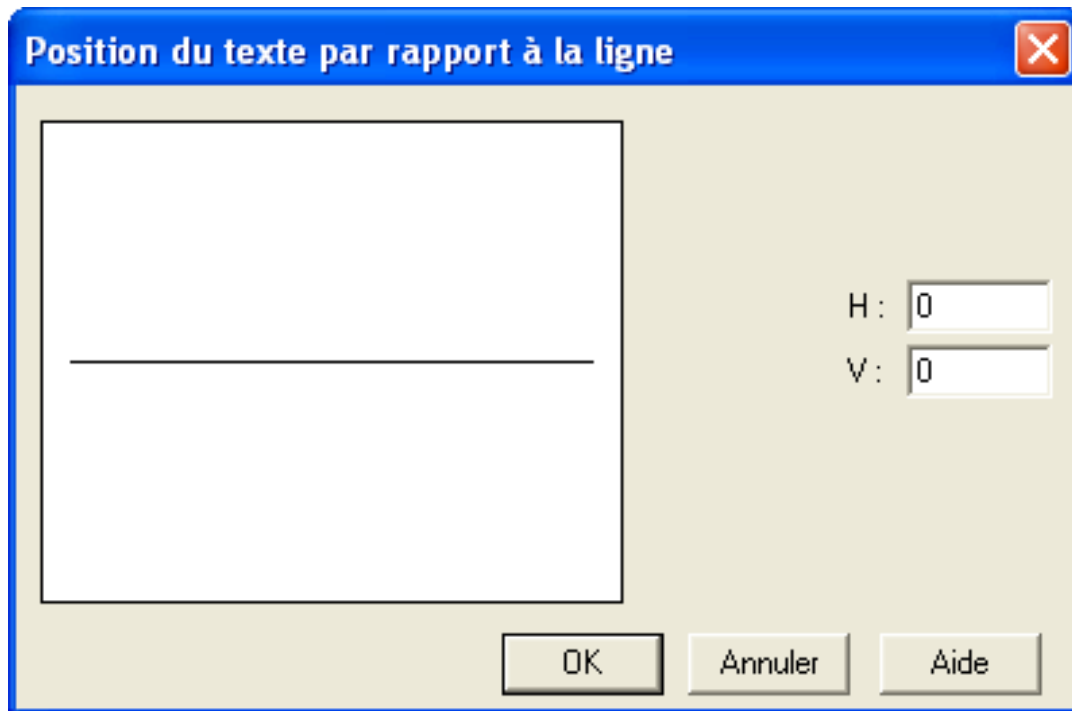 Position du texte par rapport à la ligne
H : 0
V : 0
OK Annuler Aide